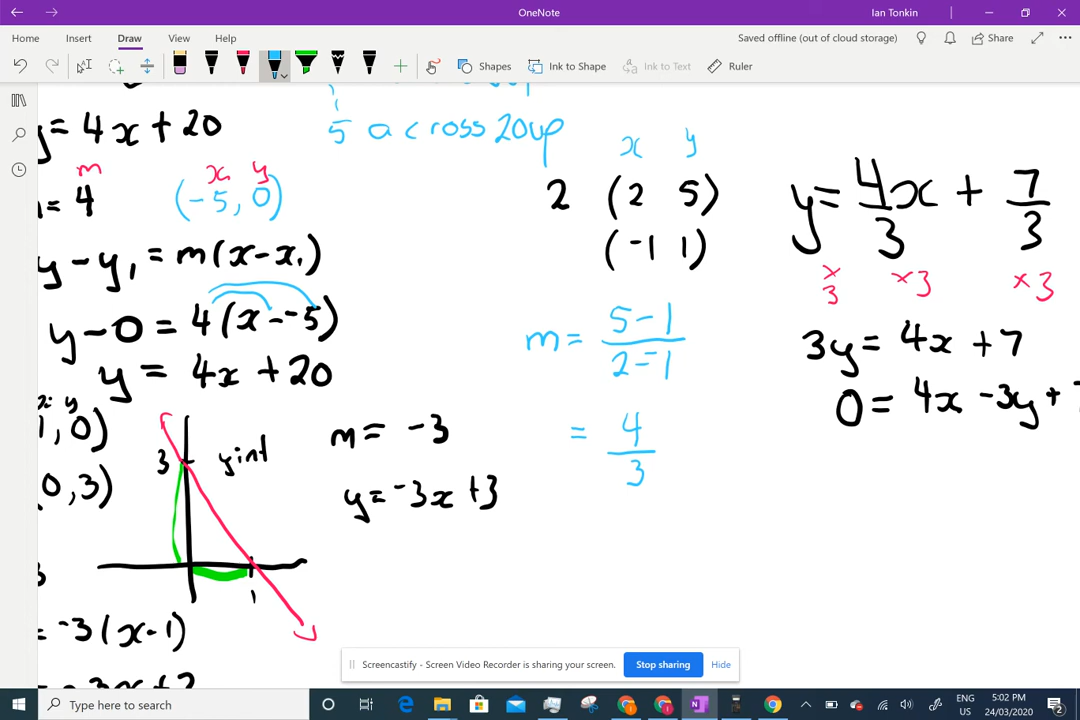 OneNote
Ian Tonkin
Home Insert Draw View Help
Saved offline (out of cloud storage)
Share
Shapes
Ink to Shape
Ink to Text
Ruler
y= 4x+20
5 across 20up
m
= 4
x y
(-5, 0)
y-y₁ = m(x-x₁)
y-0 = 4(x--5)
y = 4x +20
x y
1, 0)
0, 3)
3
yint
1
m = -3
y=-3x+3
= -3(x-1)
x y
2 (2 5)
(-1 1)
m = (5-1)/(2--1)
= 4/3
y= 4x/3 + 7/3
×3 ×3 ×3
3y= 4x +7
0= 4x -3y+
Screencastify - Screen Video Recorder is sharing your screen.
Stop sharing
Hide
Type here to search
ENG
US
5:02 PM
24/03/2020
2